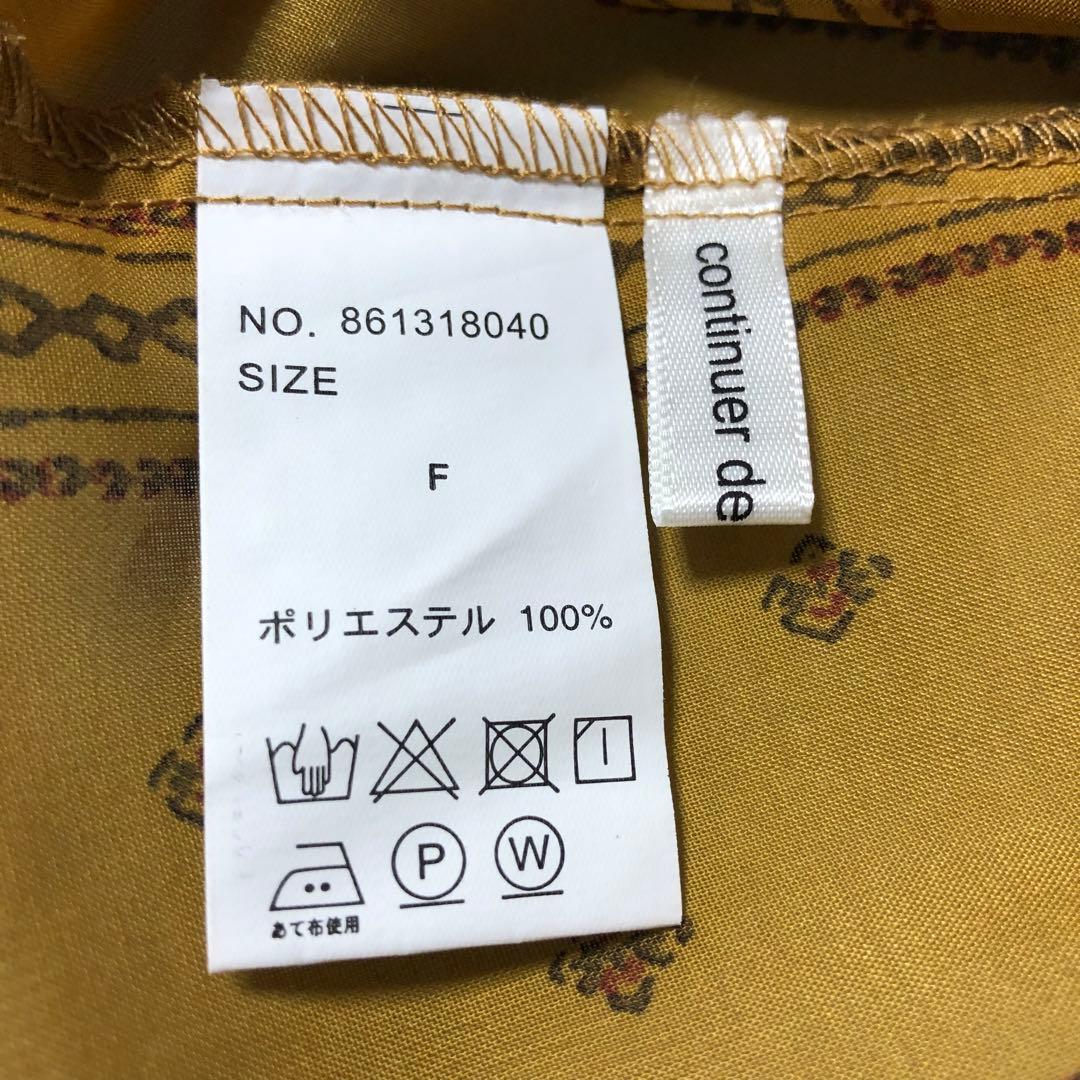 NO. 861318040
SIZE
F
ポリエステル 100%
P
W
あて布使用
continuer de